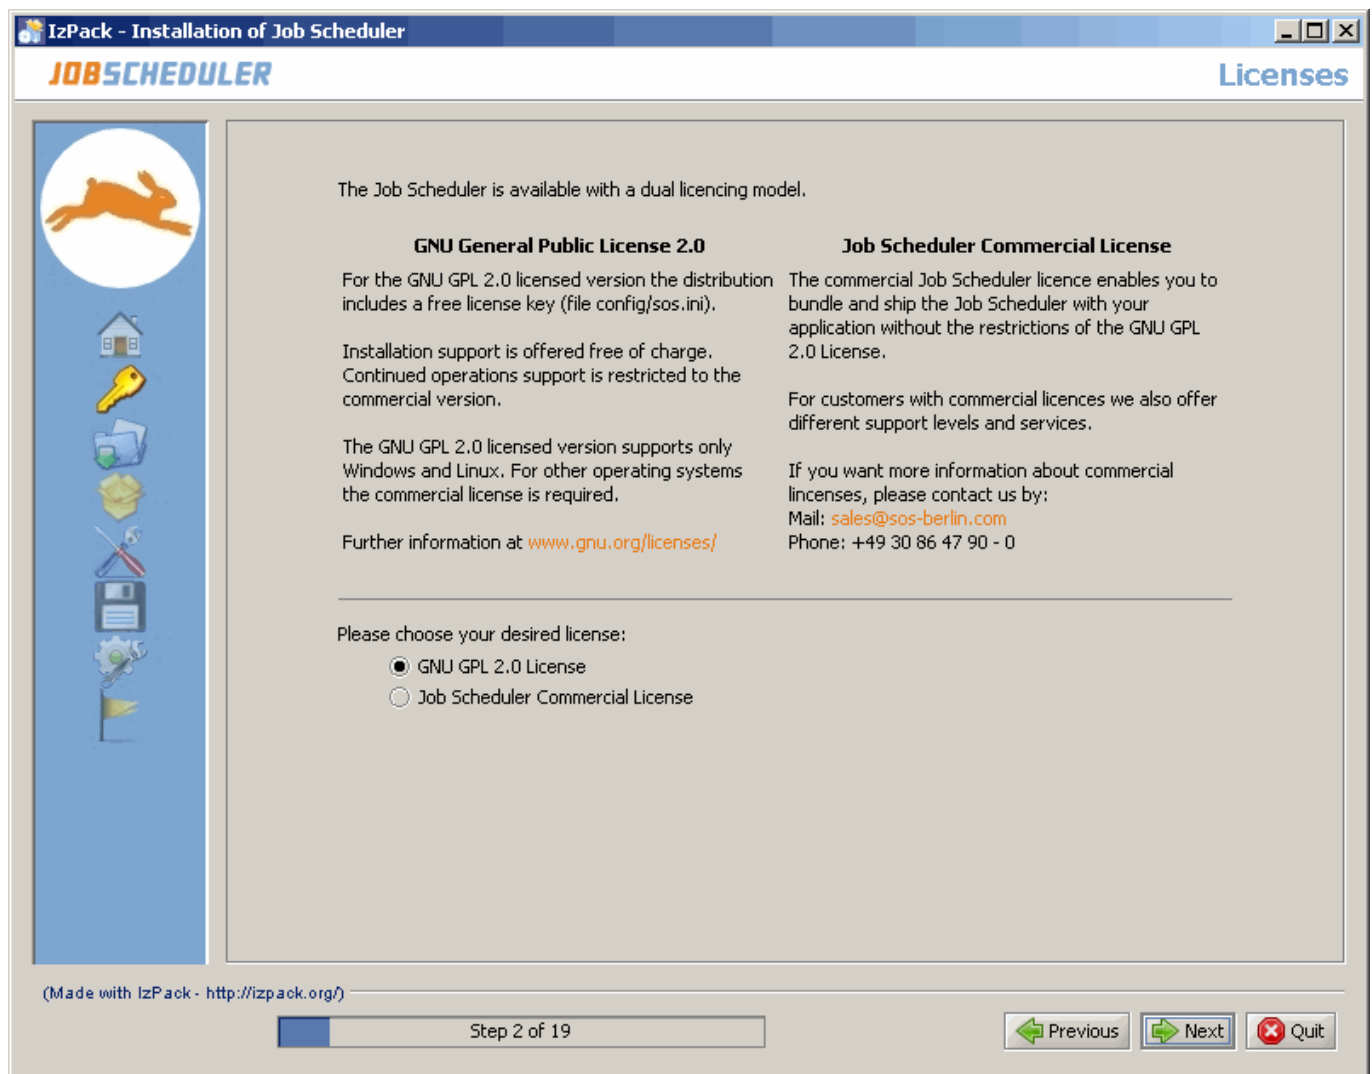 IzPack - Installation of Job Scheduler
JOBSCHEDULER
Licenses
The Job Scheduler is available with a dual licencing model.
GNU General Public License 2.0
For the GNU GPL 2.0 licensed version the distribution
includes a free license key (file config/sos.ini).
Installation support is offered free of charge.
Continued operations support is restricted to the
commercial version.
The GNU GPL 2.0 licensed version supports only
Windows and Linux. For other operating systems
the commercial license is required.
Further information at www.gnu.org/licenses/
Job Scheduler Commercial License
The commercial Job Scheduler licence enables you to
bundle and ship the Job Scheduler with your
application without the restrictions of the GNU GPL
2.0 License.
For customers with commercial licences we also offer
different support levels and services.
If you want more information about commercial
lincenses, please contact us by:
Mail: sales@sos-berlin.com
Phone: +49 30 86 47 90 - 0
Please choose your desired license:
GNU GPL 2.0 License
Job Scheduler Commercial License
(Made with IzPack - http://izpack.org/)
Step 2 of 19
Previous
Next
Quit